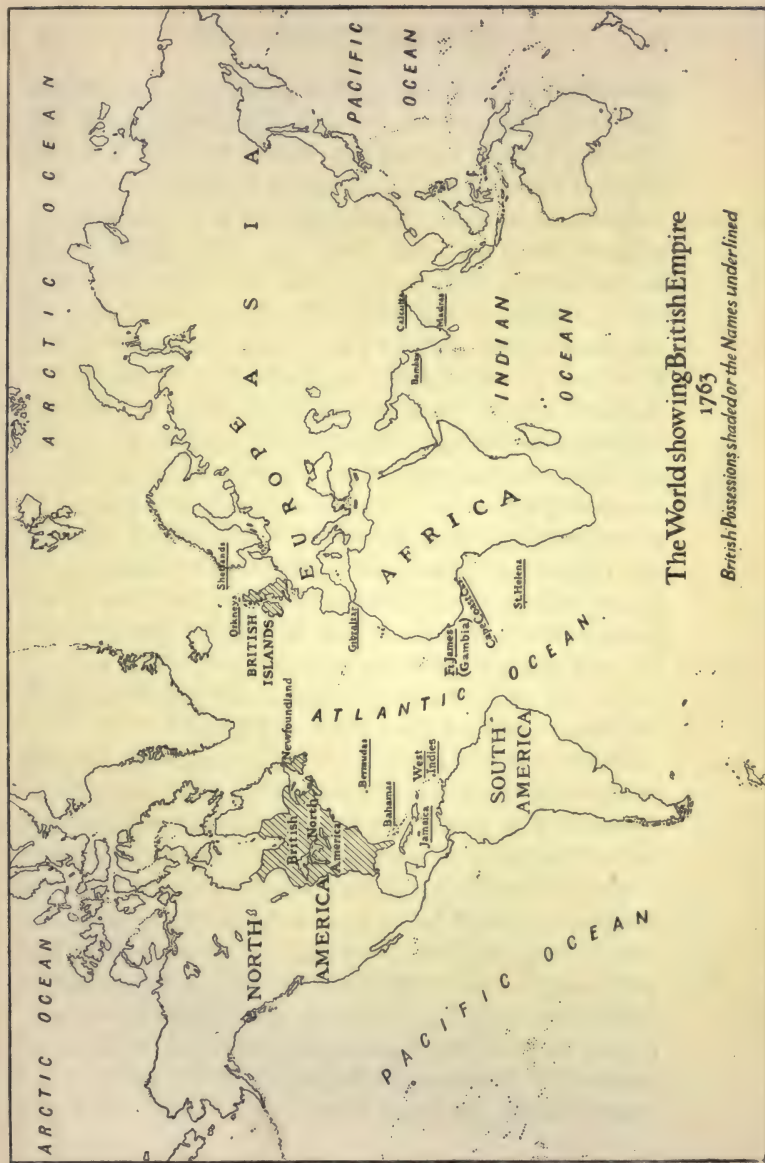 ARCTIC OCEAN
ARCTIC OCEAN
NORTH
AMERICA
British
North
America
Newfoundland
Bermudas
Bahamas
Jamaica
West
Indies
SOUTH
AMERICA
PACIFIC OCEAN
ATLANTIC OCEAN
Shetlands
Orkneys
BRITISH
ISLANDS
Gibraltar
EUROPE
ASIA
AFRICA
Ft James
(Gambia)
Cape Coast Cas.
St. Helena
Bombay
Calcutta
Madras
INDIAN
OCEAN
PACIFIC
OCEAN
The World showing British Empire
1763
British Possessions shaded or the Names underlined